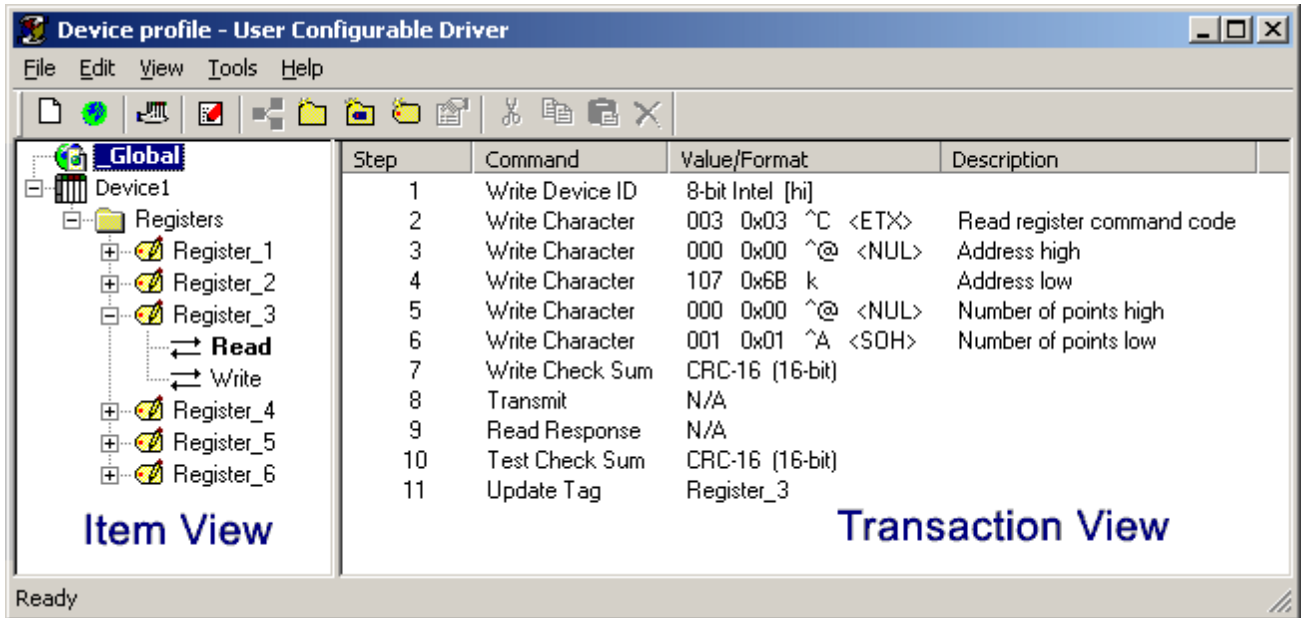 Device profile - User Configurable Driver
File Edit View Tools Help
_Global
Device1
Registers
Register_1
Register_2
Register_3
Read
Write
Register_4
Register_5
Register_6
Item View
Step Command Value/Format Description
1 Write Device ID 8-bit Intel [hi]
2 Write Character 003 0x03 ^C <ETX> Read register command code
3 Write Character 000 0x00 ^@ <NUL> Address high
4 Write Character 107 0x6B k Address low
5 Write Character 000 0x00 ^@ <NUL> Number of points high
6 Write Character 001 0x01 ^A <SOH> Number of points low
7 Write Check Sum CRC-16 (16-bit)
8 Transmit N/A
9 Read Response N/A
10 Test Check Sum CRC-16 (16-bit)
11 Update Tag Register_3
Transaction View
Ready